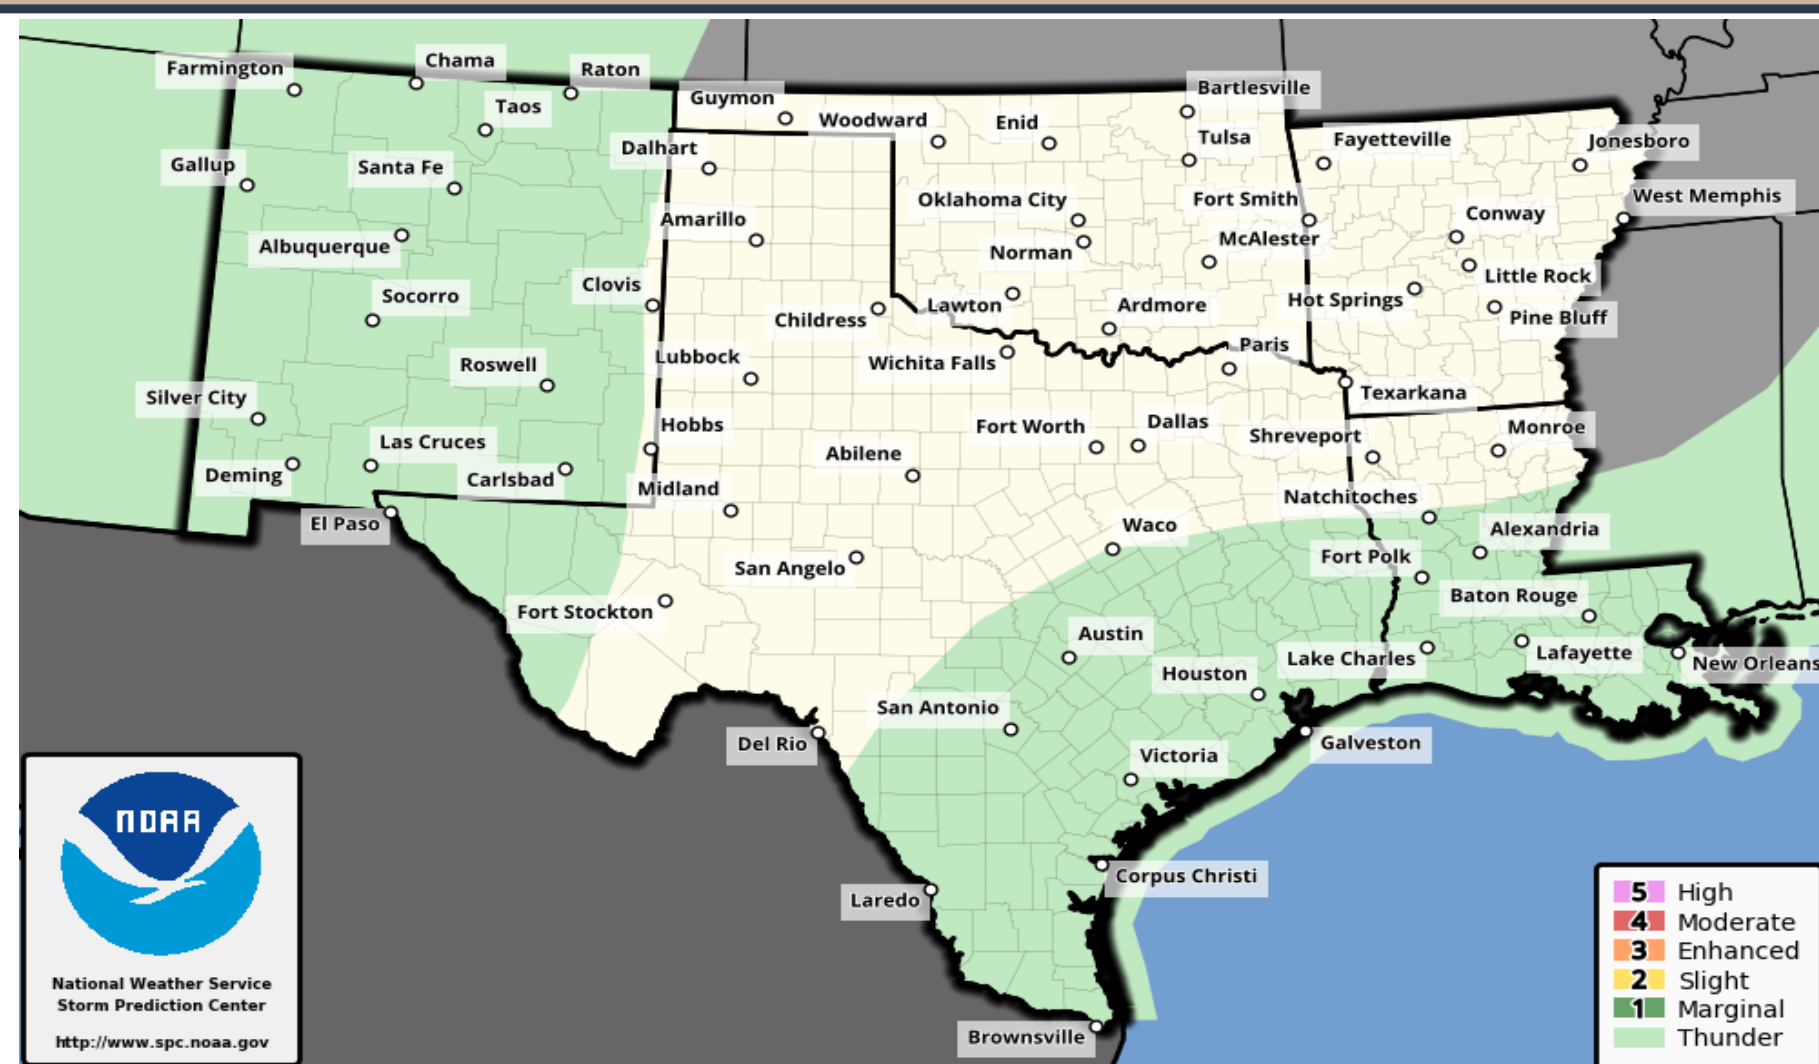 Farmington
Chama
Raton
Taos
Guymon
Woodward
Enid
Bartlesville
Tulsa
Fayetteville
Jonesboro
Gallup
Santa Fe
Dalhart
Oklahoma City
Fort Smith
West Memphis
Albuquerque
Amarillo
Norman
McAlester
Conway
Socorro
Clovis
Childress
Lawton
Ardmore
Hot Springs
Little Rock
Pine Bluff
Roswell
Lubbock
Wichita Falls
Paris
Silver City
Texarkana
Las Cruces
Hobbs
Abilene
Fort Worth
Dallas
Shreveport
Monroe
Deming
Carlsbad
Midland
Natchitoches
El Paso
Waco
Alexandria
San Angelo
Fort Polk
Fort Stockton
Baton Rouge
Austin
Houston
Lake Charles
Lafayette
New Orleans
San Antonio
Del Rio
Victoria
Galveston
Laredo
Corpus Christi
Brownsville
NOAA
National Weather Service
Storm Prediction Center
http://www.spc.noaa.gov
5 High
4 Moderate
3 Enhanced
2 Slight
1 Marginal
Thunder